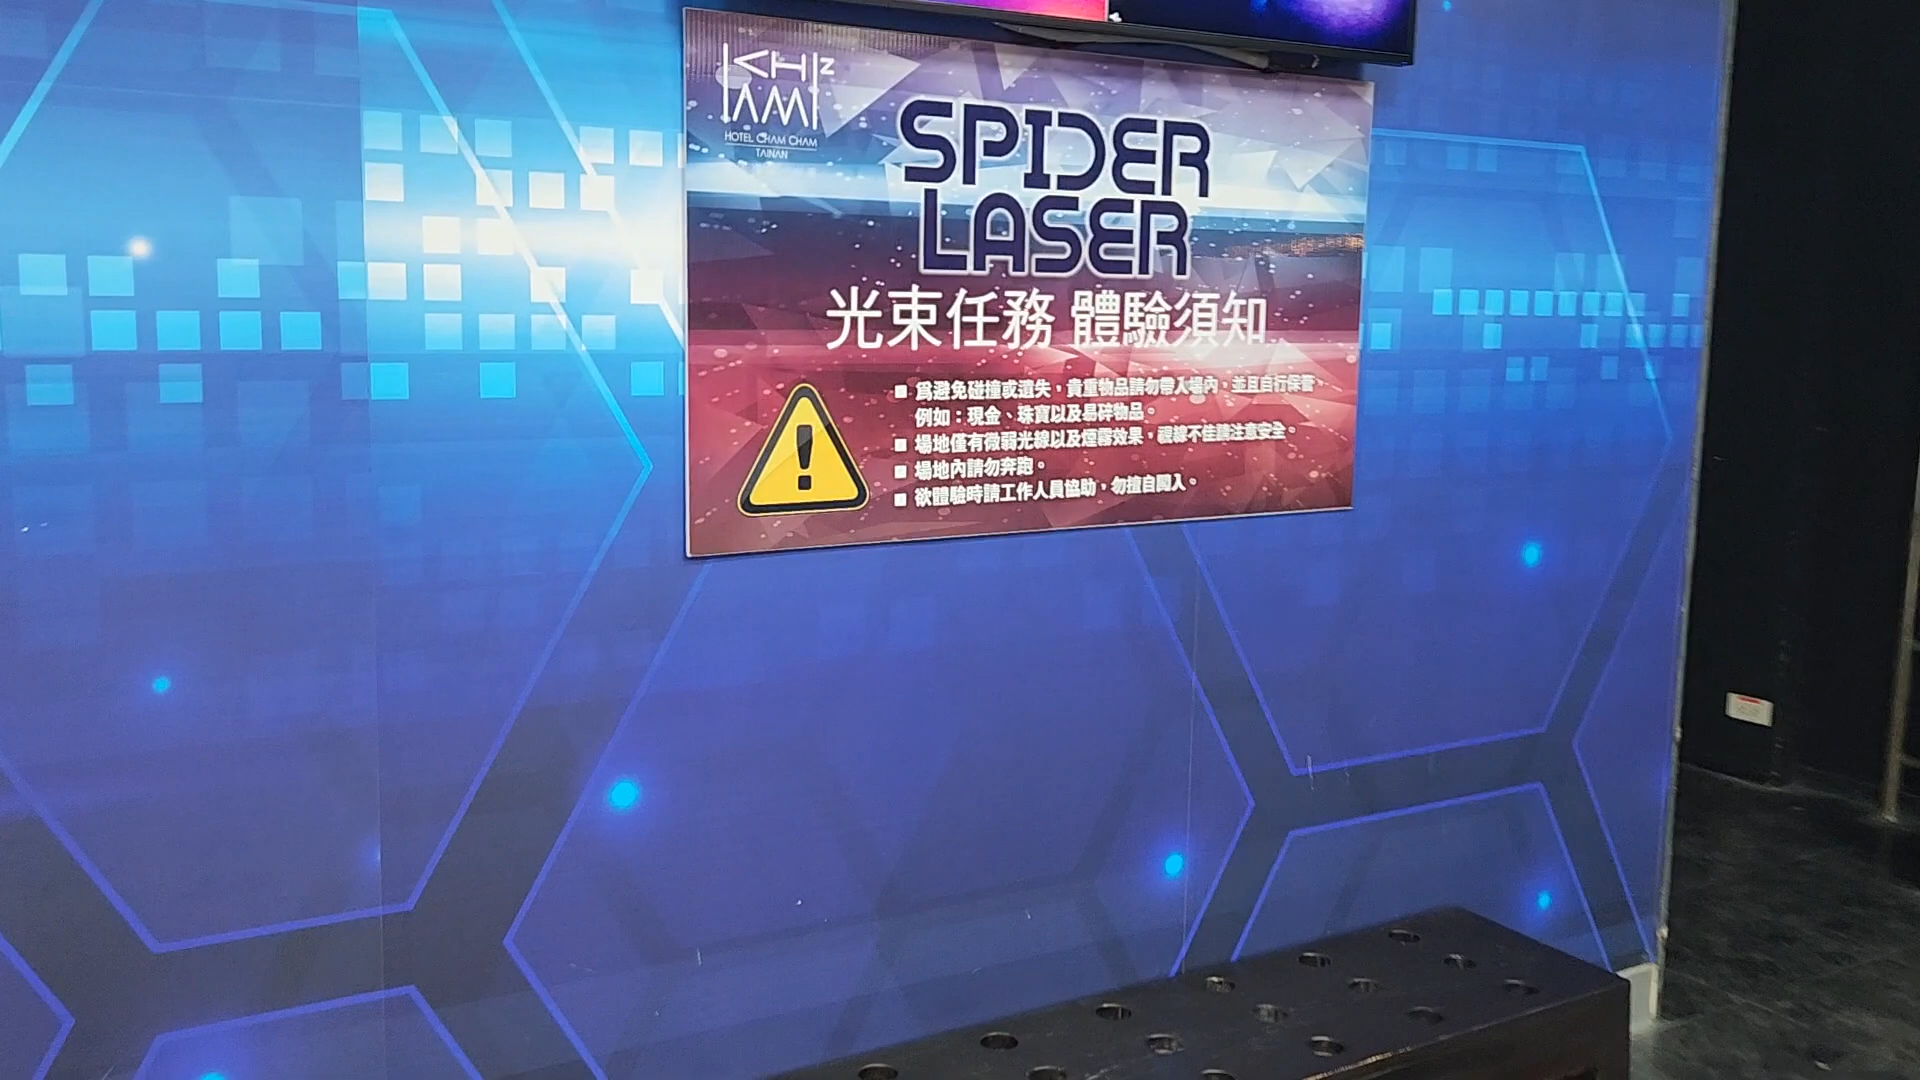 HOTEL CHAM CHAM
TAINAN
SPIDER
LASER
光束任務 體驗須知
■ 為避免碰撞或遺失，貴重物品請勿帶入場內，並且自行保管。
例如：現金、珠寶以及易碎物品。
■ 場地僅有微弱光線以及煙霧效果，視線不佳請注意安全。
■ 場地內請勿奔跑。
■ 欲體驗時請工作人員協助，勿擅自闖入。